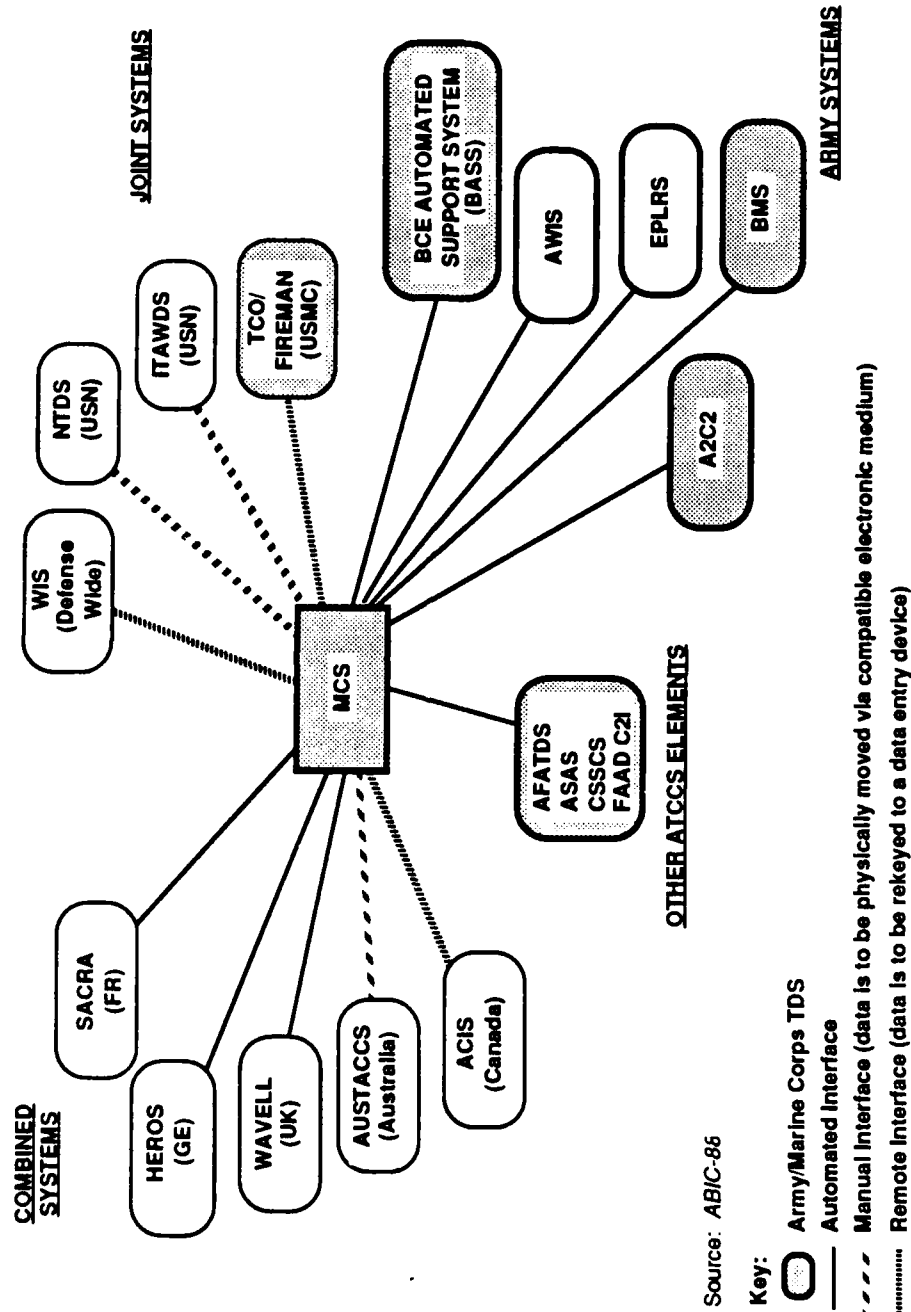 COMBINED
SYSTEMS
JOINT SYSTEMS
SACRA
(FR)
HEROS
(GE)
WAVELL
(UK)
AUSTACCS
(Australia)
ACIS
(Canada)
WIS
(Defense
Wide)
NTDS
(USN)
ITAWDS
(USN)
TCO/
FIREMAN
(USMC)
MCS
BCE AUTOMATED
SUPPORT SYSTEM
(BASS)
AWIS
EPLRS
BMS
A2C2
ARMY SYSTEMS
AFATDS
ASAS
CSSCS
FAAD C2I
OTHER ATCCS ELEMENTS
Source: ABIC-88
Key:
Army/Marine Corps TDS
Automated Interface
Manual Interface (data is to be physically moved via compatible electronic medium)
Remote Interface (data is to be rekeyed to a data entry device)